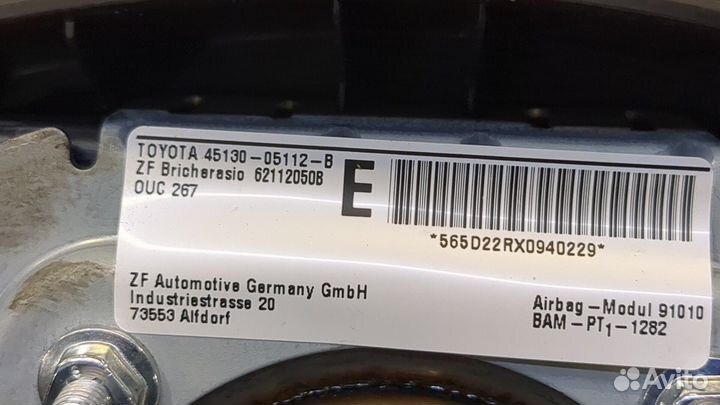 TOYOTA 45130-05112-B
ZF Bricherasio 62112050B
OUC 267
E
*565D22RX0940229*
ZF Automotive Germany GmbH
Industriestrasse 20
73553 Alfdorf
Airbag-Modul 91010
BAM-PT1-1282
Avito